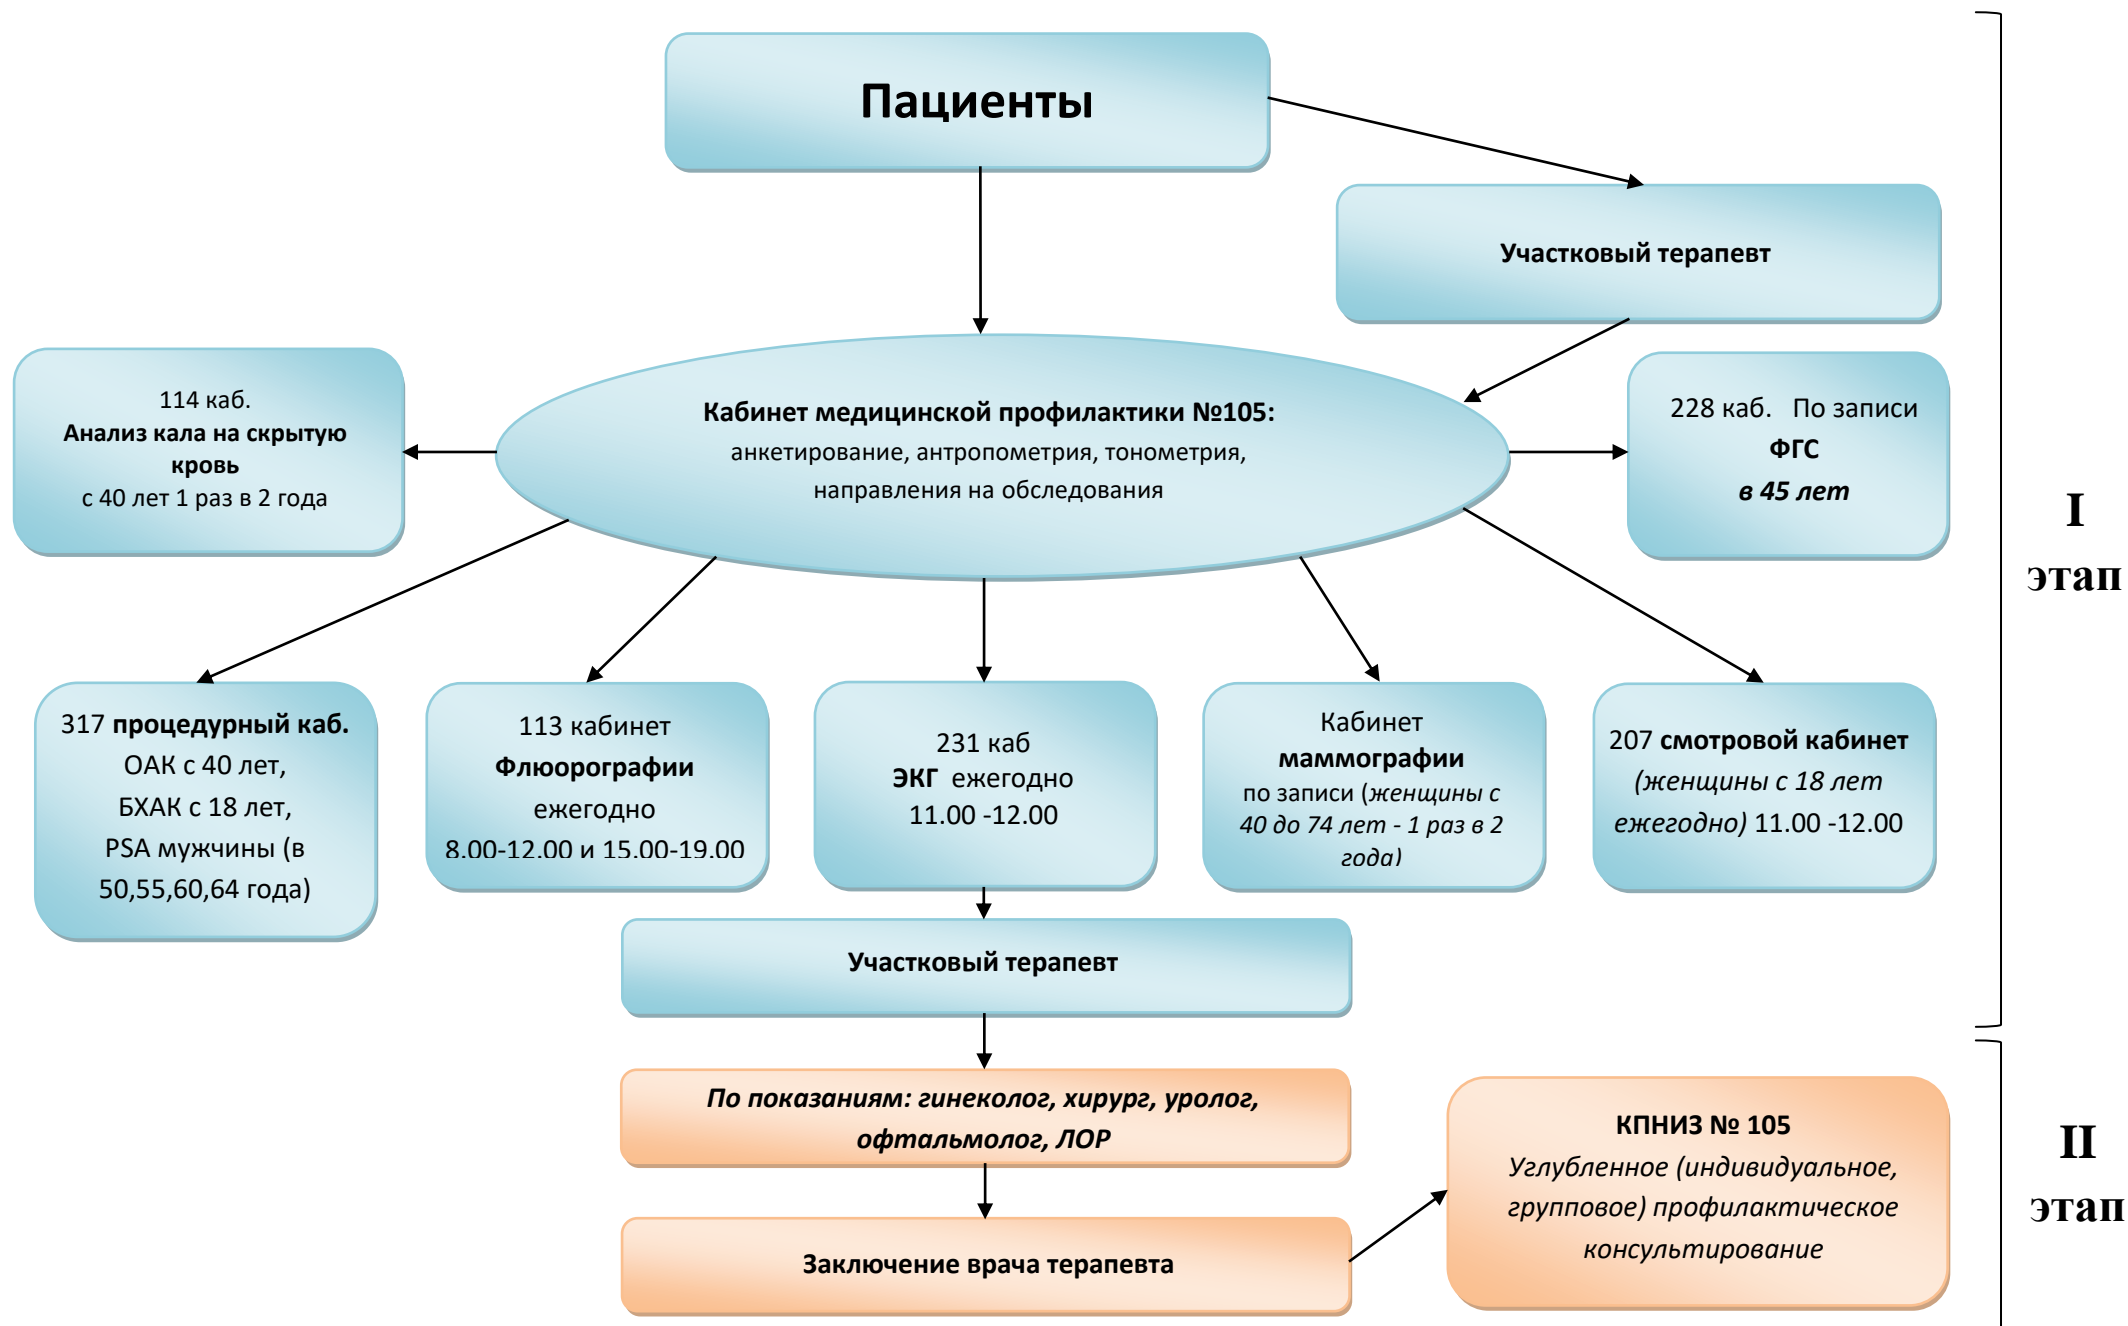 Пациенты
Участковый терапевт
114 каб.
Анализ кала на скрытую
кровь
с 40 лет 1 раз в 2 года
Кабинет медицинской профилактики №105:
анкетирование, антропометрия, тонометрия,
направления на обследования
228 каб. По записи
ФГС
в 45 лет
I
этап
317 процедурный каб.
ОАК с 40 лет,
БХАК с 18 лет,
PSA мужчины (в
50,55,60,64 года)
113 кабинет
Флюорографии
ежегодно
8.00-12.00 и 15.00-19.00
231 каб
ЭКГ ежегодно
11.00 -12.00
Кабинет
маммографии
по записи (женщины с
40 до 74 лет - 1 раз в 2
года)
207 смотровой кабинет
(женщины с 18 лет
ежегодно) 11.00 -12.00
Участковый терапевт
По показаниям: гинеколог, хирург, уролог,
офтальмолог, ЛОР
Заключение врача терапевта
КПНИЗ № 105
Углубленное (индивидуальное,
групповое) профилактическое
консультирование
II
этап